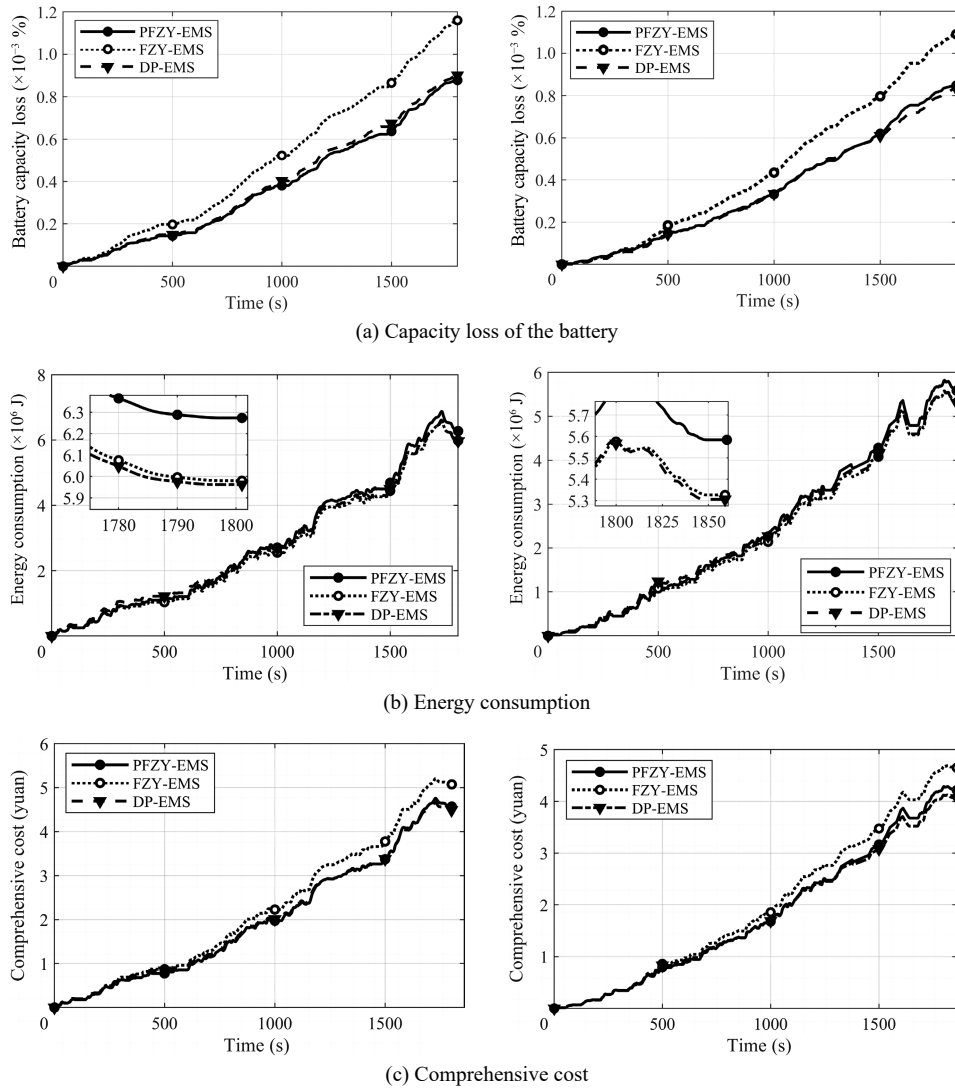 1.2
1.0
0.8
0.6
0.4
0.2
0
500
1000
1500
Battery capacity loss (×10⁻³ %)
Time (s)
PFZY-EMS
FZY-EMS
DP-EMS
1.2
1.0
0.8
0.6
0.4
0.2
0
500
1000
1500
Battery capacity loss (×10⁻³ %)
Time (s)
PFZY-EMS
FZY-EMS
DP-EMS
(a) Capacity loss of the battery
8
6
4
2
0
500
1000
1500
Energy consumption (×10⁶ J)
Time (s)
6.3
6.2
6.1
6.0
5.9
1780
1790
1801
PFZY-EMS
FZY-EMS
DP-EMS
6
5
4
3
2
1
0
500
1000
1500
Energy consumption (×10⁶ J)
Time (s)
5.7
5.6
5.5
5.4
5.3
1800
1825
1850
PFZY-EMS
FZY-EMS
DP-EMS
(b) Energy consumption
6
5
4
3
2
1
0
500
1000
1500
Comprehensive cost (yuan)
Time (s)
PFZY-EMS
FZY-EMS
DP-EMS
5
4
3
2
1
0
500
1000
1500
Comprehensive cost (yuan)
Time (s)
PFZY-EMS
FZY-EMS
DP-EMS
(c) Comprehensive cost